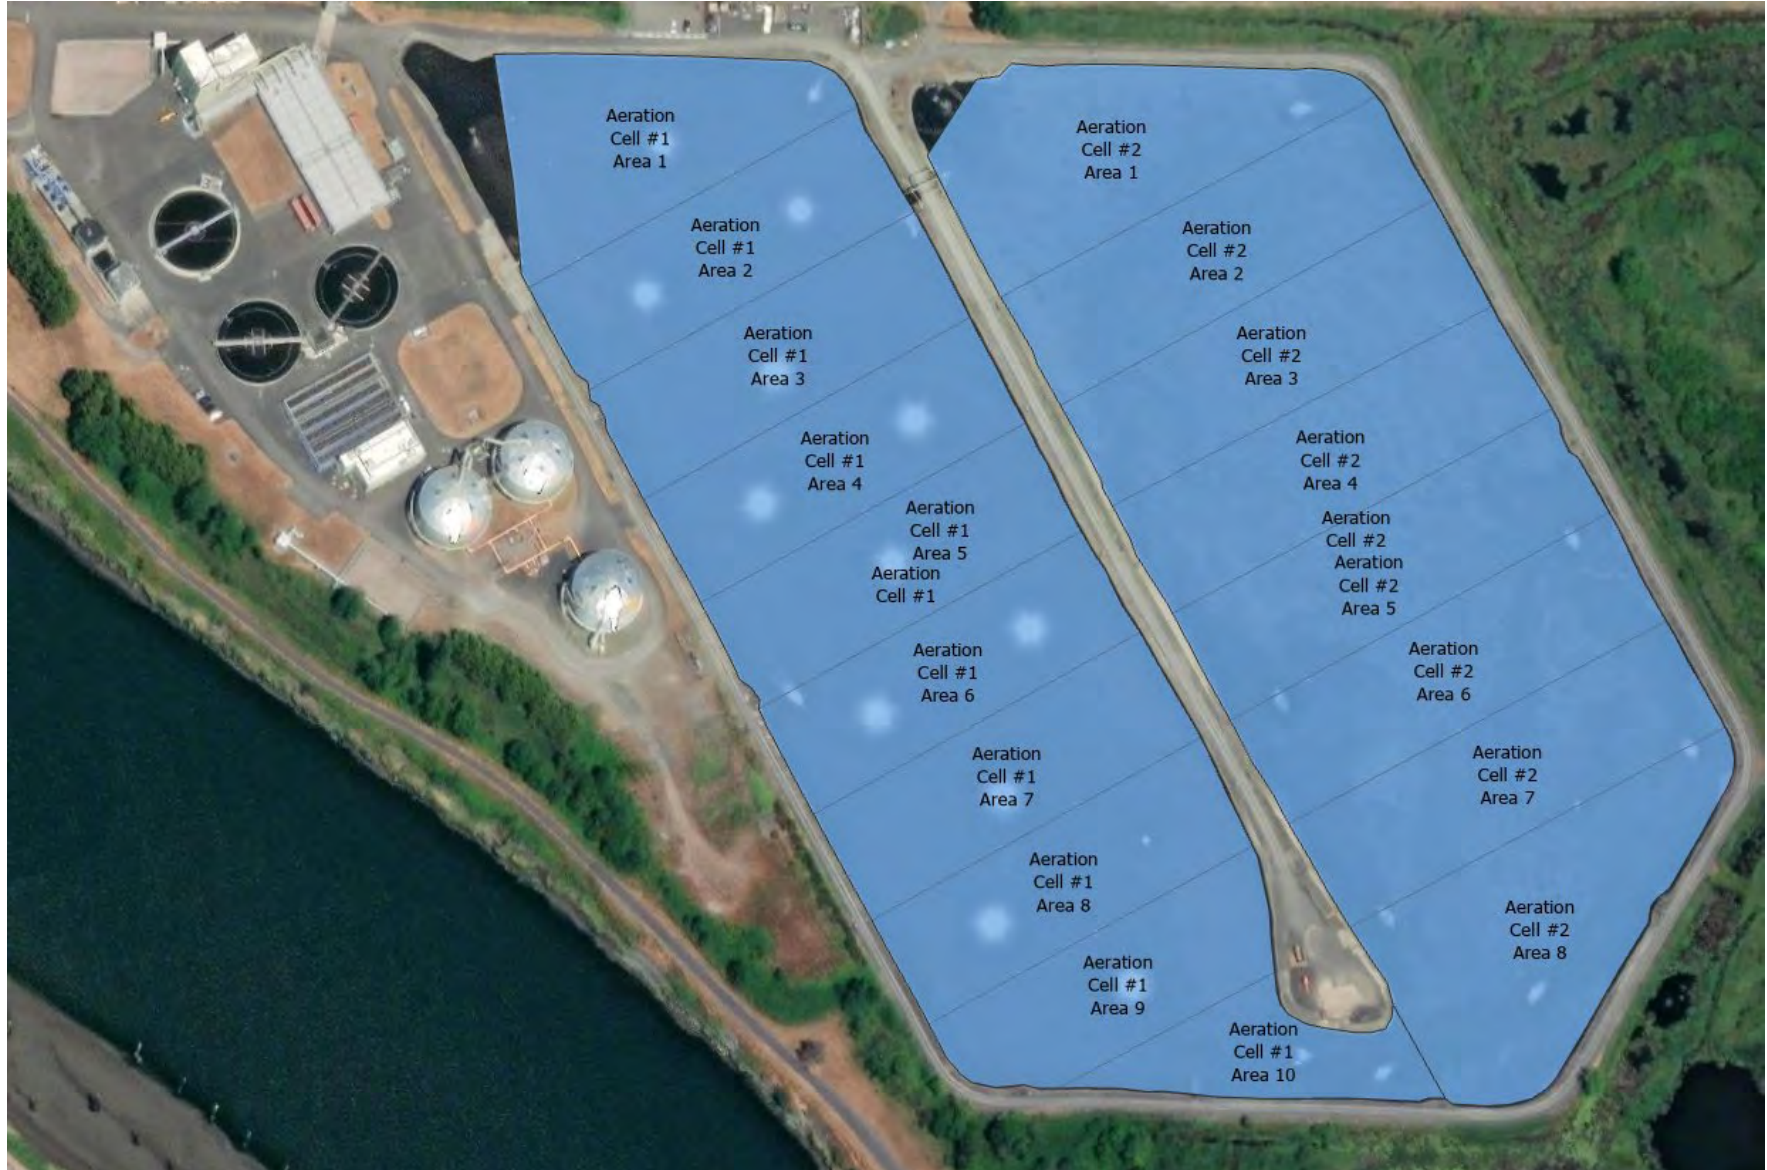 Aeration
Cell #1
Area 1
Aeration
Cell #1
Area 2
Aeration
Cell #1
Area 3
Aeration
Cell #1
Area 4
Aeration
Cell #1
Area 5
Aeration
Cell #1
Aeration
Cell #1
Area 6
Aeration
Cell #1
Area 7
Aeration
Cell #1
Area 8
Aeration
Cell #1
Area 9
Aeration
Cell #1
Area 10
Aeration
Cell #2
Area 1
Aeration
Cell #2
Area 2
Aeration
Cell #2
Area 3
Aeration
Cell #2
Area 4
Aeration
Cell #2
Aeration
Cell #2
Area 5
Aeration
Cell #2
Area 6
Aeration
Cell #2
Area 7
Aeration
Cell #2
Area 8